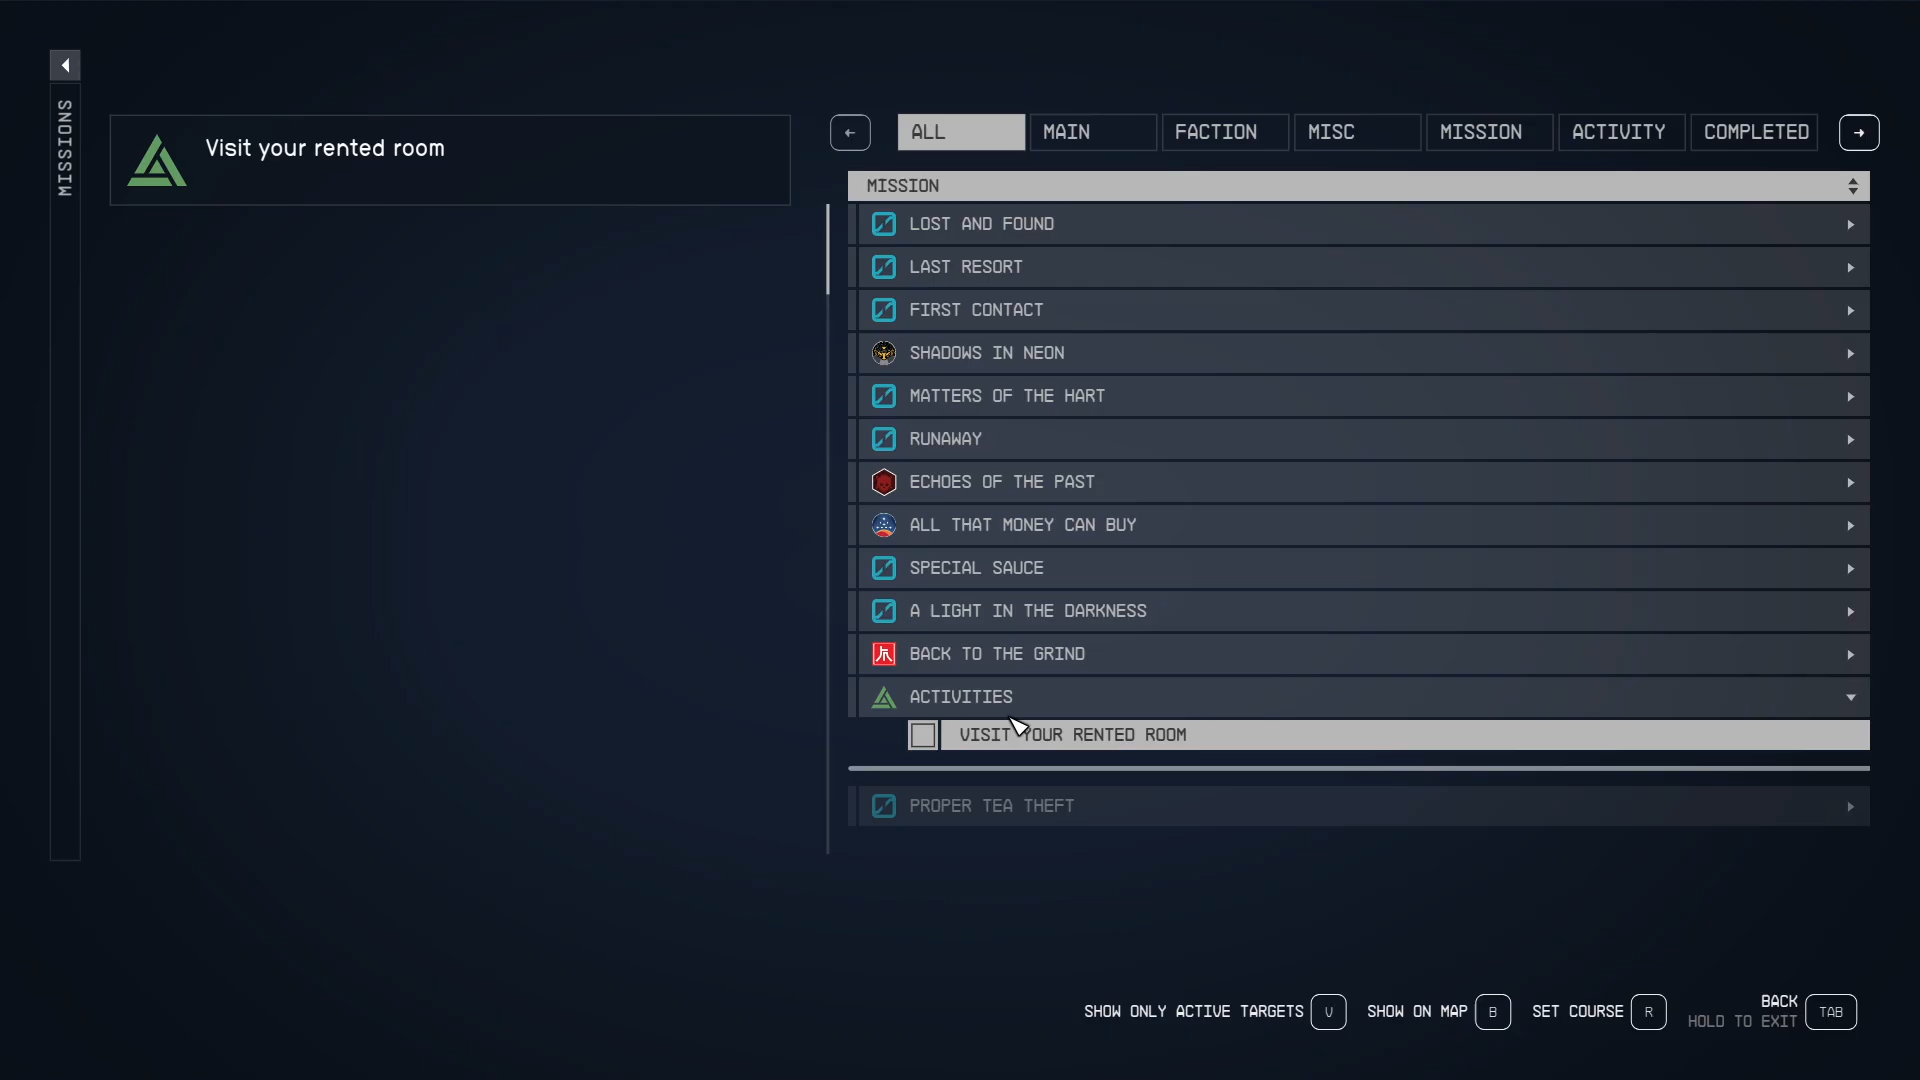 MISSIONS
Visit your rented room
ALL
MAIN
FACTION
MISC
MISSION
ACTIVITY
COMPLETED
MISSION
LOST AND FOUND
LAST RESORT
FIRST CONTACT
SHADOWS IN NEON
MATTERS OF THE HART
RUNAWAY
ECHOES OF THE PAST
ALL THAT MONEY CAN BUY
SPECIAL SAUCE
A LIGHT IN THE DARKNESS
BACK TO THE GRIND
ACTIVITIES
VISIT YOUR RENTED ROOM
PROPER TEA THEFT
SHOW ONLY ACTIVE TARGETS V
SHOW ON MAP B
SET COURSE R
BACK
HOLD TO EXIT
TAB